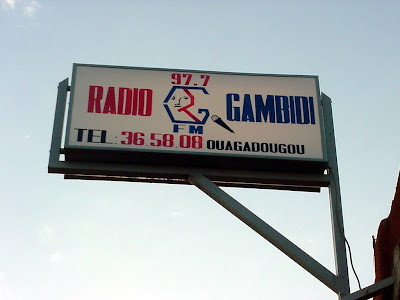 97.7
RADIO GAMBIDI
FM
TEL: 36.58.08 OUAGADOUGOU